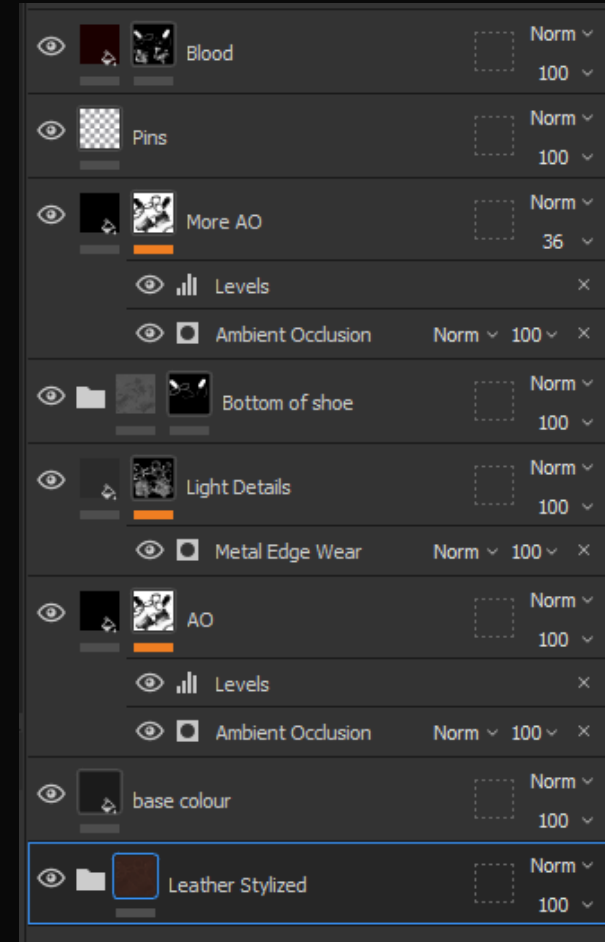 Norm
Blood
100
Norm
Pins
100
Norm
More AO
36
Levels
Ambient Occlusion Norm 100
Norm
Bottom of shoe
100
Norm
Light Details
100
Metal Edge Wear Norm 100
Norm
AO
100
Levels
Ambient Occlusion Norm 100
Norm
base colour
100
Norm
Leather Stylized
100